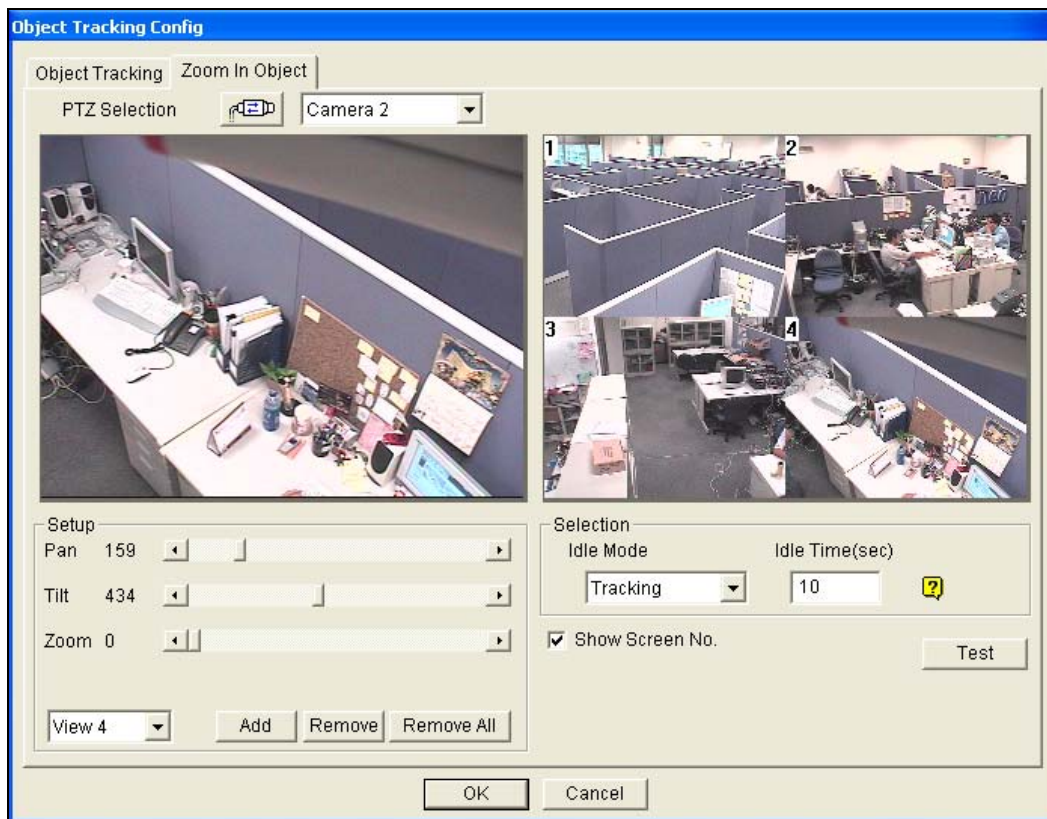 Object Tracking Config
Object Tracking Zoom In Object
PTZ Selection Camera 2
1 2
3 4
Setup
Pan 159
Tilt 434
Zoom 0
View 4 Add Remove Remove All
Selection
Idle Mode Idle Time(sec)
Tracking 10 ?
Show Screen No.
Test
OK Cancel